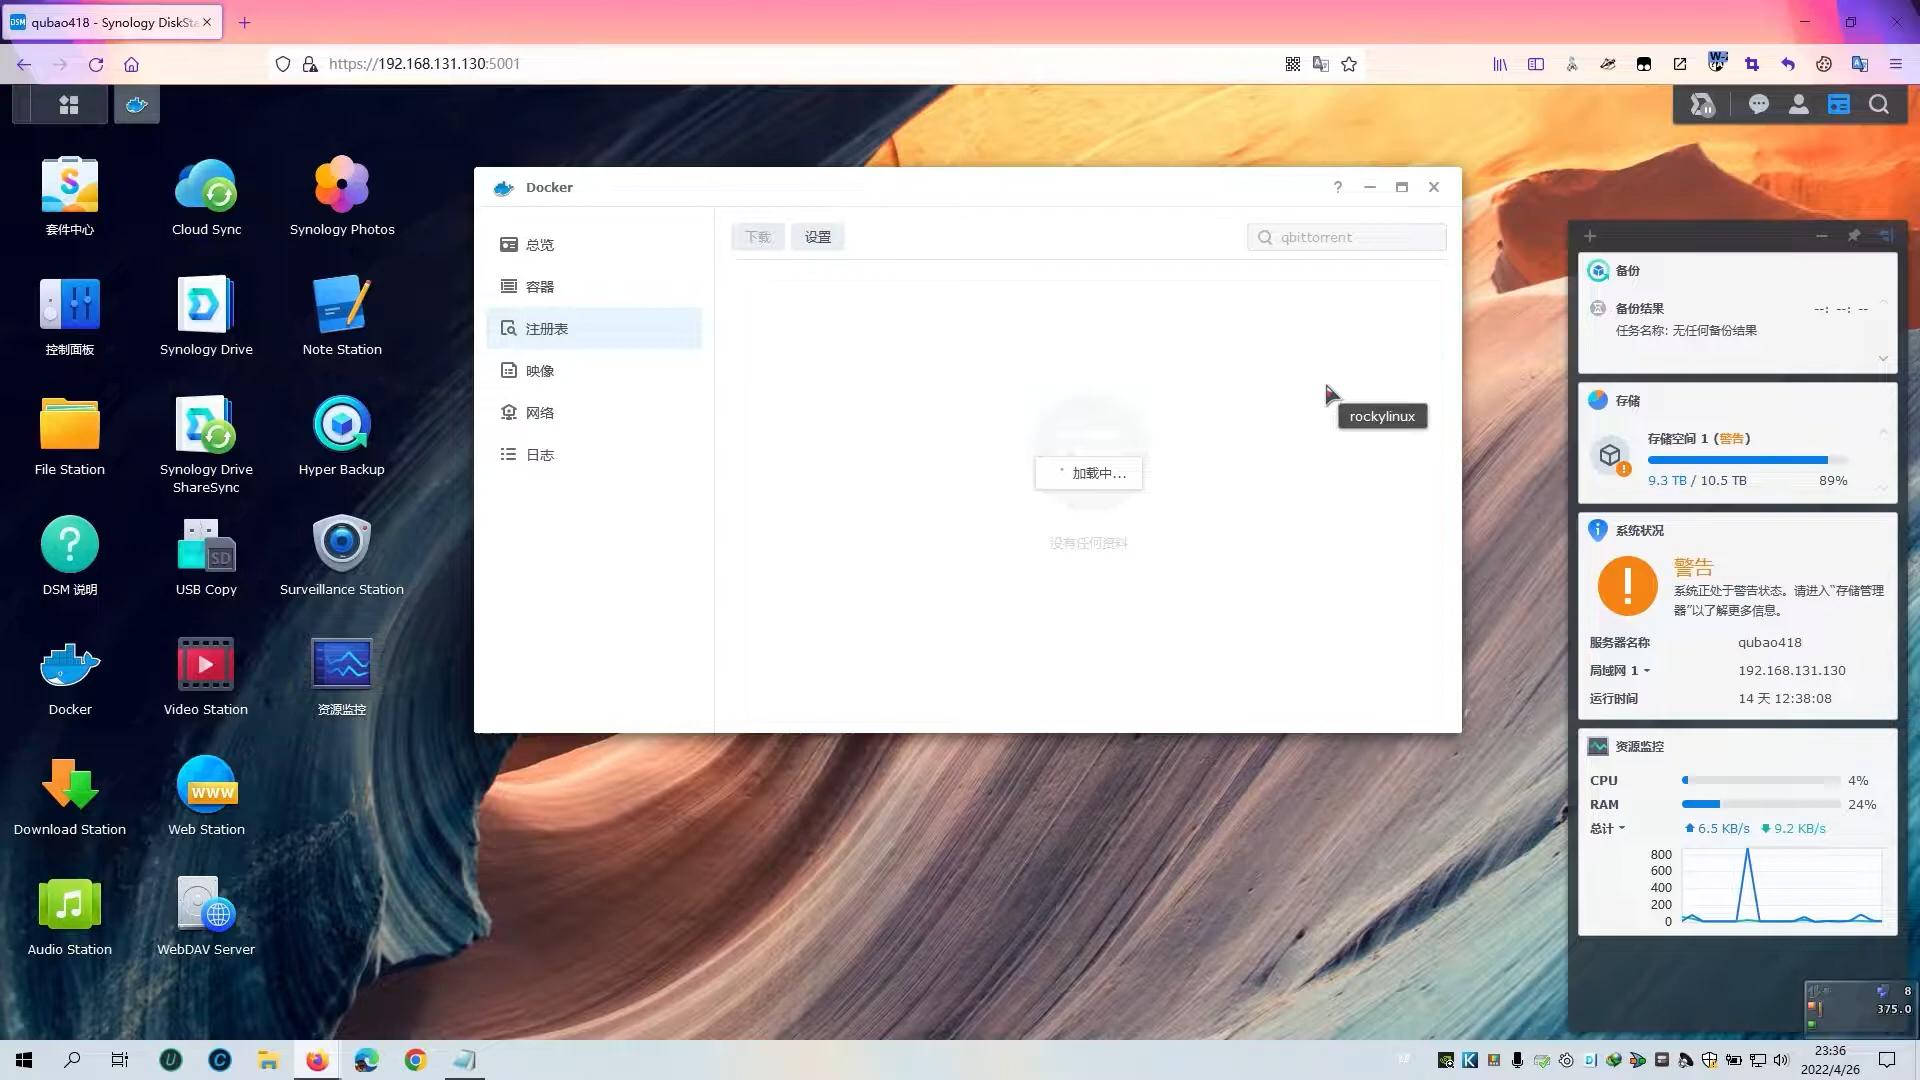 qubao418 - Synology DiskSta
https://192.168.131.130:5001
套件中心
Cloud Sync
Synology Photos
控制面板
Synology Drive
Note Station
File Station
Synology Drive
ShareSync
Hyper Backup
DSM 说明
USB Copy
Surveillance Station
Docker
Video Station
资源监控
Download Station
WWW
Web Station
Audio Station
WebDAV Server
Docker
总览
容器
注册表
映像
网络
日志
下载
设置
qbittorrent
rockylinux
加载中...
没有任何资料
备份
备份结果
--: --: --
任务名称: 无任何备份结果
存储
存储空间 1 (警告)
9.3 TB / 10.5 TB
89%
系统状况
警告
系统正处于警告状态。请进入“存储管理
器”以了解更多信息。
服务器名称
qubao418
局域网 1
192.168.131.130
运行时间
14 天 12:38:08
资源监控
CPU
4%
RAM
24%
总计
6.5 KB/s
9.2 KB/s
800
600
400
200
0
8
375.0
23:36
2022/4/26